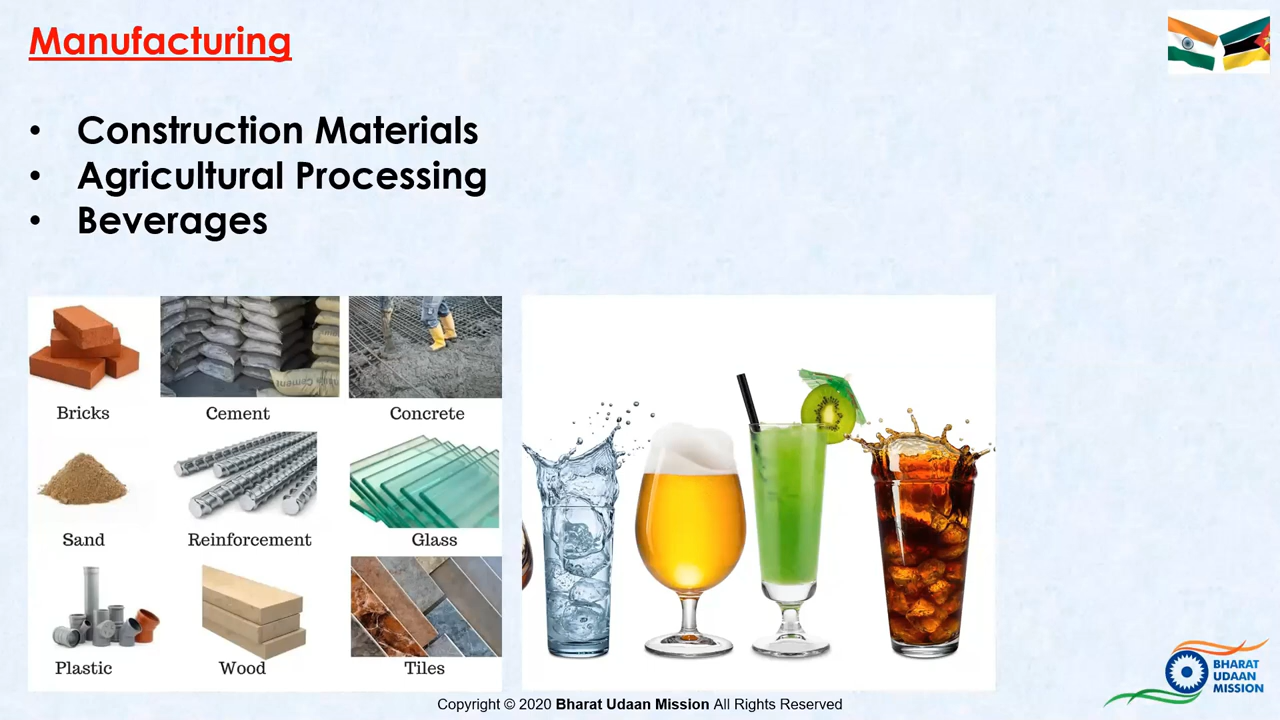 Manufacturing
• Construction Materials
• Agricultural Processing
• Beverages
Bricks
Cement
Concrete
Sand
Reinforcement
Glass
Plastic
Wood
Tiles
Cement
BHARAT
UDAAN
MISSION
Copyright © 2020 Bharat Udaan Mission All Rights Reserved